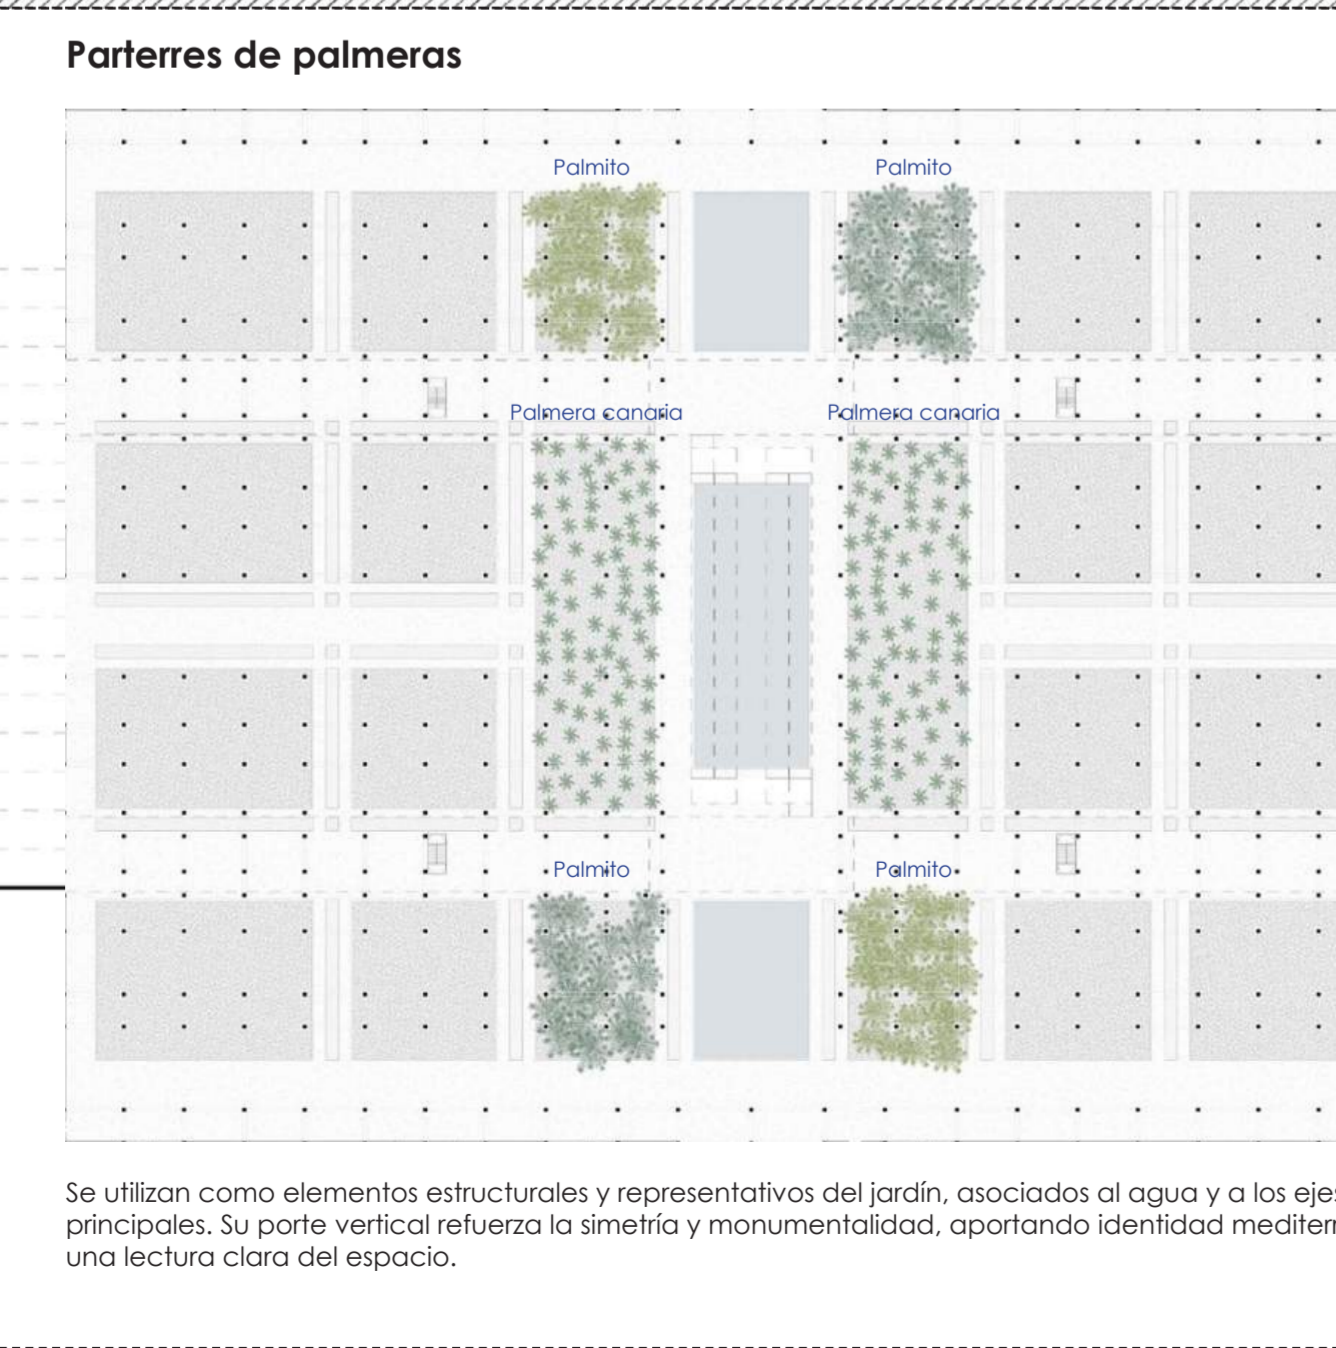 Parterres de palmeras
Palmito
Palmito
Palmera canaria
Palmera canaria
Palmito
Palmito
Se utilizan como elementos estructurales y representativos del jardín, asociados al agua y a los
principales. Su porte vertical refuerza la simetría y monumentalidad, aportando identidad
una lectura clara del espacio.